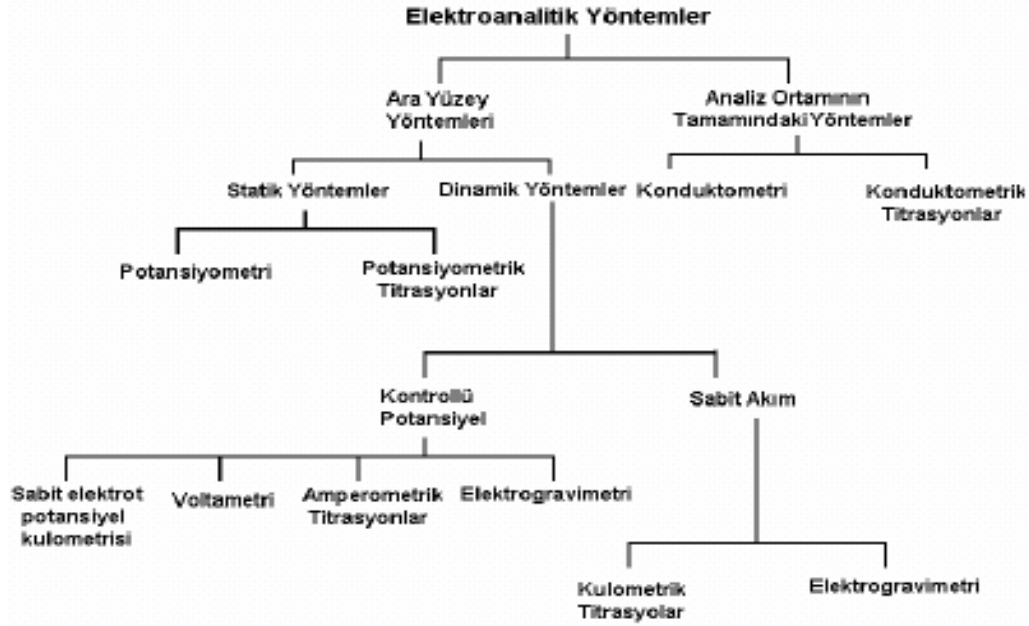 Elektroanalitik Yöntemler
Ara Yüzey
Yöntemleri
Analiz Ortamının
Tamamındaki Yöntemler
Statik Yöntemler
Dinamik Yöntemler
Konduktometri
Konduktometrik
Titrasyonlar
Potansiyometri
Potansiyometrik
Titrasyonlar
Kontrollü
Potansiyel
Sabit Akım
Sabit elektrot
potansiyel
kulometrisi
Voltametri
Amperometrik
Titrasyonlar
Elektrogravimetri
Kulometrik
Titrasyolar
Elektrogravimetri